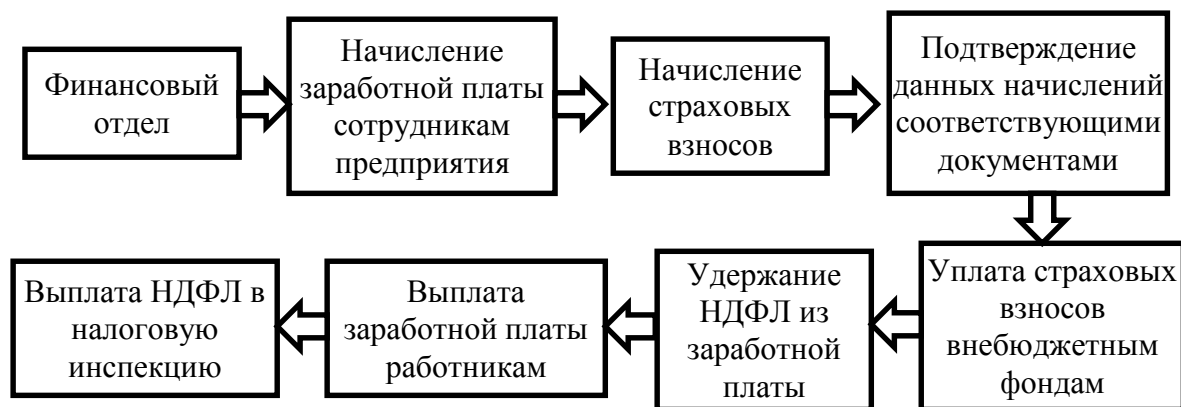 Финансовый
отдел
Начисление
заработной платы
сотрудникам
предприятия
Начисление
страховых
взносов
Подтверждение
данных начислений
соответствующими
документами
Уплата страховых
взносов
внебюджетным
фондам
Удержание
НДФЛ из
заработной
платы
Выплата
заработной платы
работникам
Выплата НДФЛ в
налоговую
инспекцию